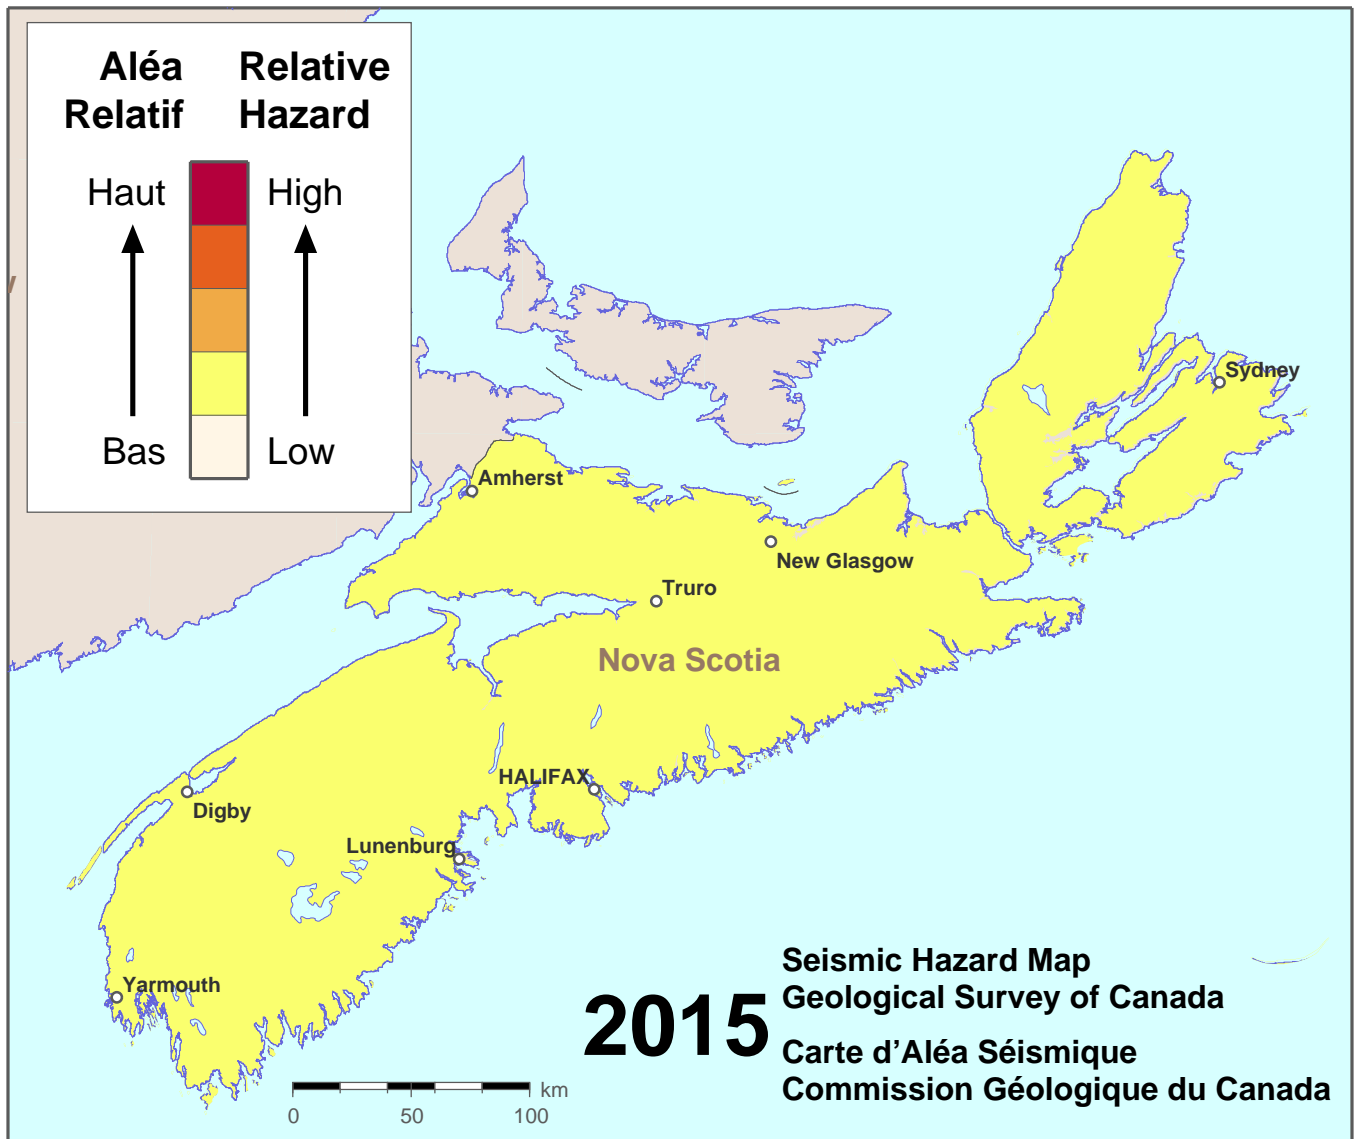 Aléa Relative
Relatif Hazard
Haut High
Bas Low
Sydney
Amherst
New Glasgow
Truro
Nova Scotia
HALIFAX
Digby
Lunenburg
Yarmouth
2015
Seismic Hazard Map
Geological Survey of Canada
Carte d'Aléa Séismique
Commission Géologique du Canada
km
0 50 100